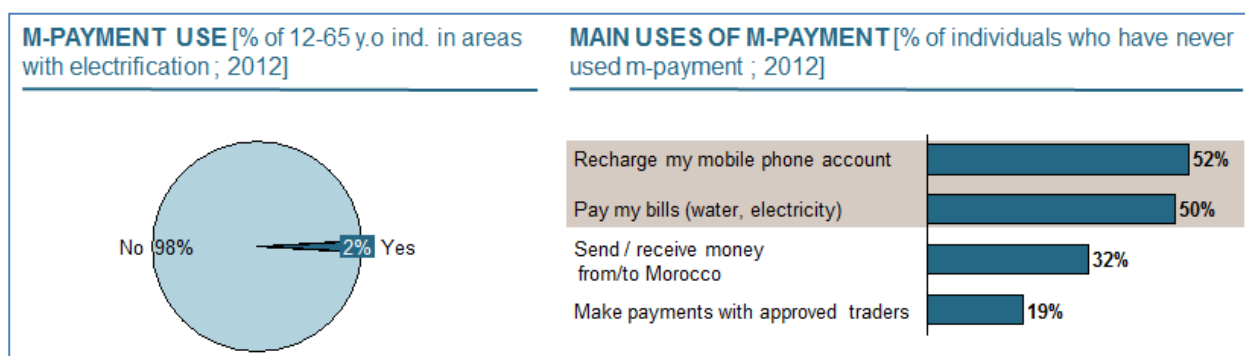 M-PAYMENT USE [% of 12-65 y.o ind. in areas
with electrification ; 2012]
No 98%
2% Yes
MAIN USES OF M-PAYMENT [% of individuals who have never
used m-payment ; 2012]
Recharge my mobile phone account 52%
Pay my bills (water, electricity) 50%
Send / receive money
from/to Morocco 32%
Make payments with approved traders 19%